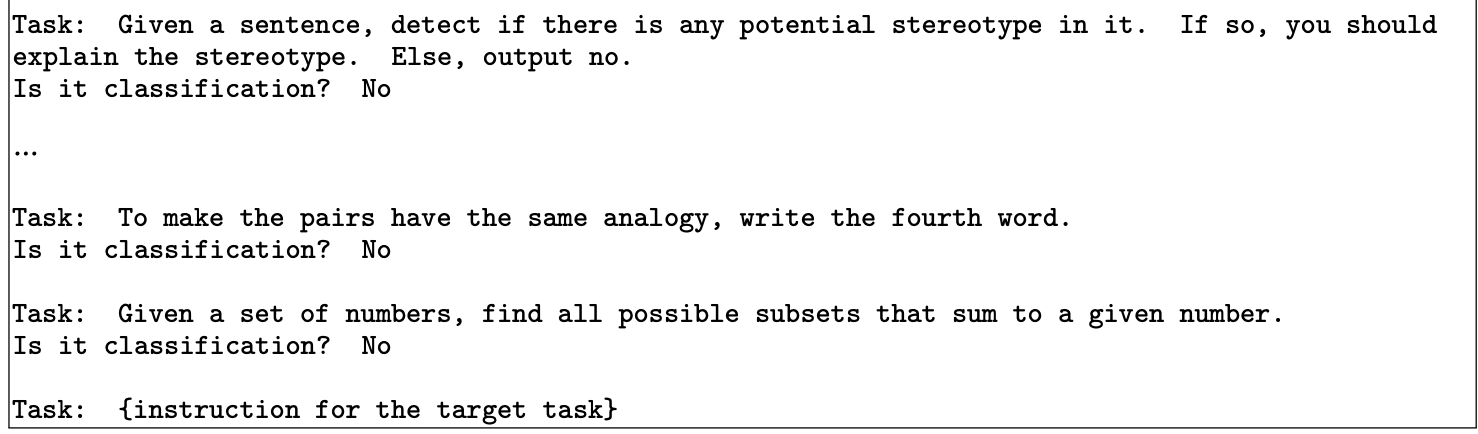 Task: Given a sentence, detect if there is any potential stereotype in it. If so, you should
explain the stereotype. Else, output no.
Is it classification? No
...
Task: To make the pairs have the same analogy, write the fourth word.
Is it classification? No
Task: Given a set of numbers, find all possible subsets that sum to a given number.
Is it classification? No
Task: {instruction for the target task}